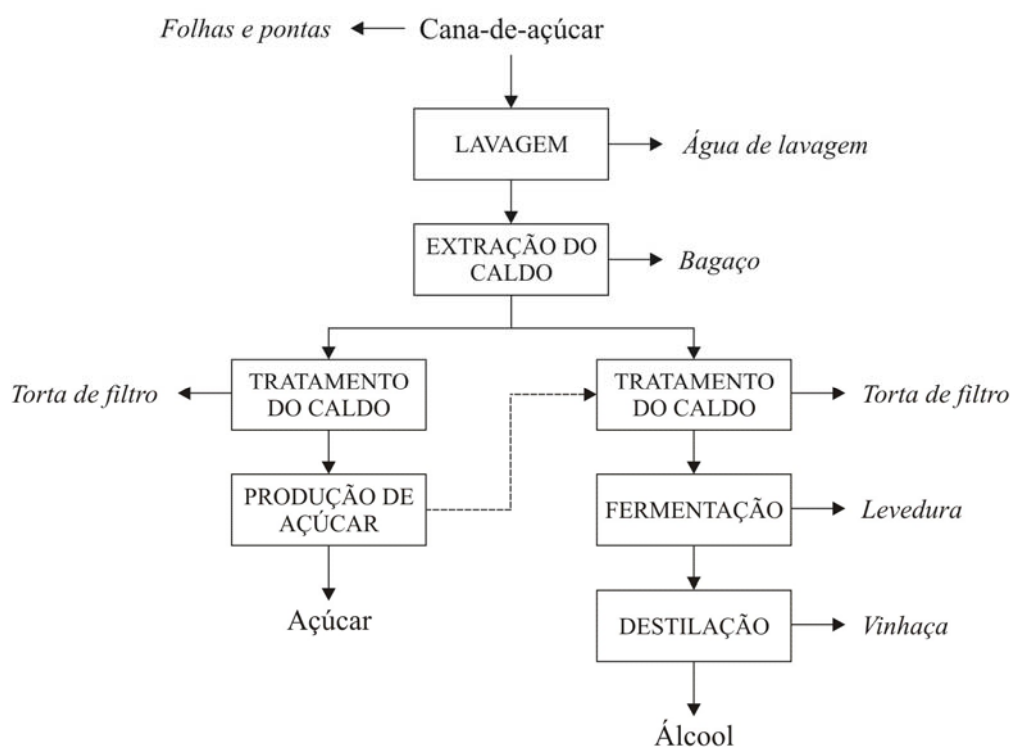 Folhas e pontas
Cana-de-açúcar
LAVAGEM
Água de lavagem
EXTRAÇÃO DO
CALDO
Bagaço
Torta de filtro
TRATAMENTO
DO CALDO
TRATAMENTO
DO CALDO
Torta de filtro
PRODUÇÃO DE
AÇÚCAR
FERMENTAÇÃO
Levedura
Açúcar
DESTILAÇÃO
Vinhaça
Álcool